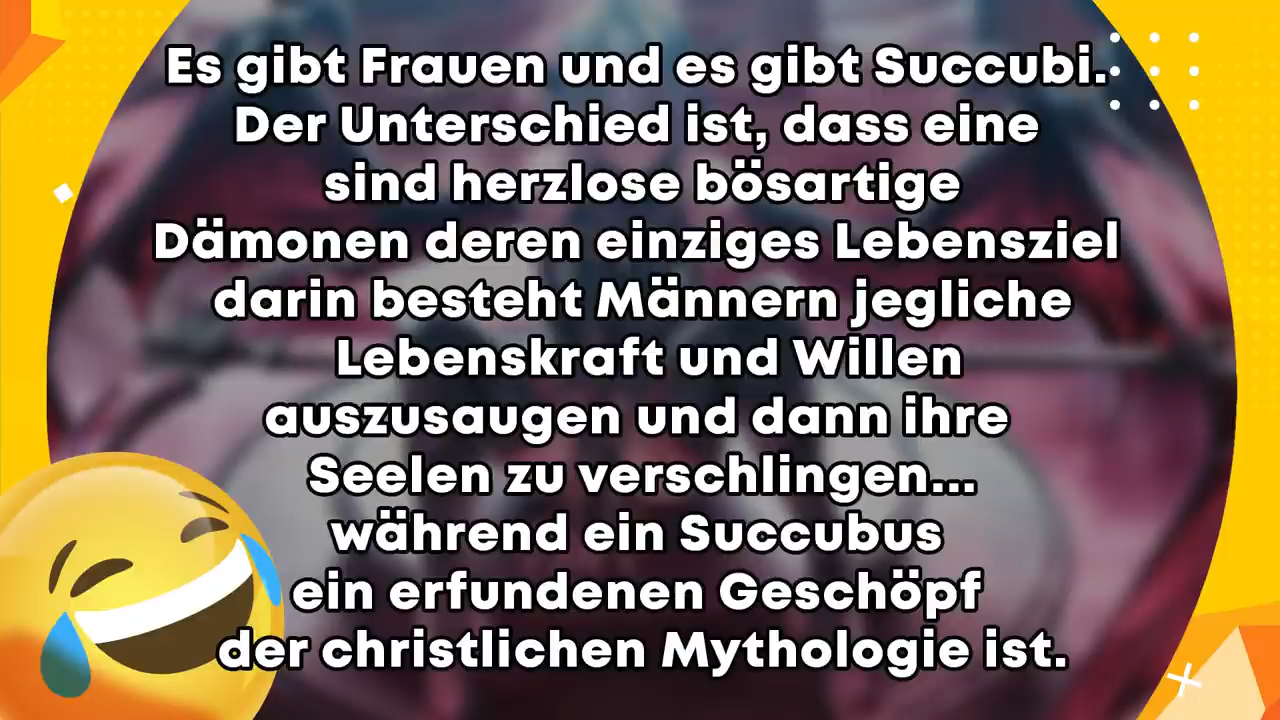 Es gibt Frauen und es gibt Succubi.
Der Unterschied ist, dass eine
sind herzlose bösartige
Dämonen deren einziges Lebensziel
darin besteht Männern jegliche
Lebenskraft und Willen
auszusaugen und dann ihre
Seelen zu verschlingen...
während ein Succubus
ein erfundenen Geschöpf
der christlichen Mythologie ist.